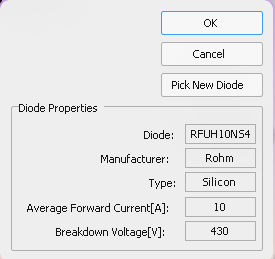 OK
Cancel
Pick New Diode
Diode Properties
Diode: RFUH10NS4
Manufacturer: Rohm
Type: Silicon
Average Forward Current[A]: 10
Breakdown Voltage[V]: 430